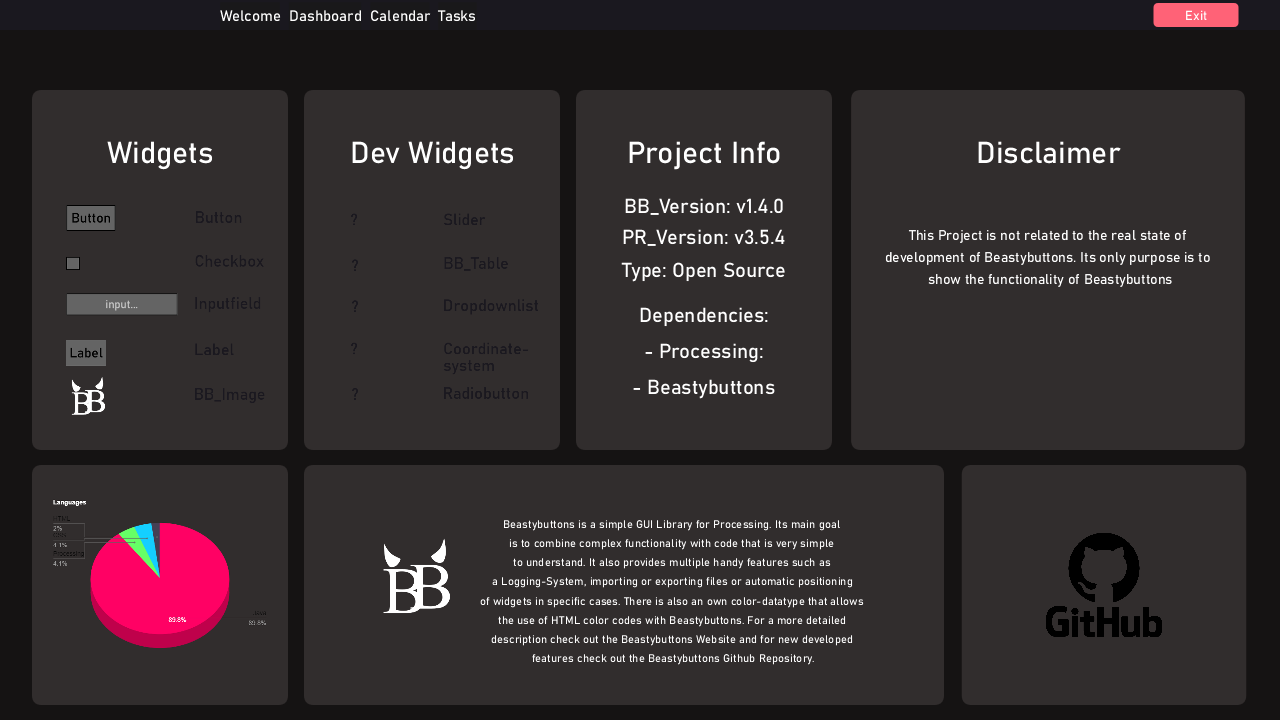 Welcome Dashboard Calendar Tasks
Exit
Widgets
Button Button
Checkbox
input... Inputfield
Label Label
BB BB_Image
Dev Widgets
? Slider
? BB_Table
? Dropdownlist
? Coordinate-
system
? Radiobutton
Project Info
BB_Version: v1.4.0
PR_Version: v3.5.4
Type: Open Source
Dependencies:
- Processing:
- Beastybuttons
Disclaimer
This Project is not related to the real state of
development of Beastybuttons. Its only purpose is to
show the functionality of Beastybuttons
Languages
HTML
2%
4.1%
Processing
4.1%
89.8%
89.8%
BB
Beastybuttons is a simple GUI Library for Processing. Its main goal
is to combine complex functionality with code that is very simple
to understand. It also provides multiple handy features such as
a Logging-System, importing or exporting files or automatic positioning
of widgets in specific cases. There is also an own color-datatype that allows
the use of HTML color codes with Beastybuttons. For a more detailed
description check out the Beastybuttons Website and for new developed
features check out the Beastybuttons Github Repository.
GitHub